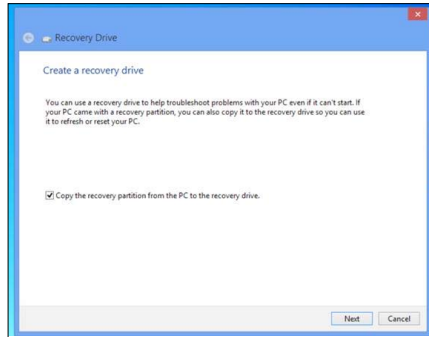 Recovery Drive
Create a recovery drive
You can use a recovery drive to help troubleshoot problems with your PC even if it can't start. If
your PC came with a recovery partition, you can also copy it to the recovery drive so you can use
it to refresh or reset your PC.
Copy the recovery partition from the PC to the recovery drive.
Next Cancel